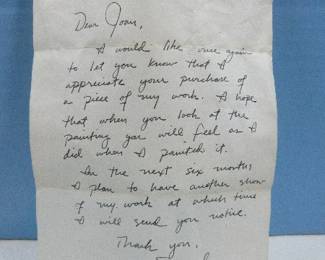 Dear Joan,
I would like once again
to let you know that I
appreciate your purchase of
a piece of my work. I hope
that when you look at the
painting you will feel as I
did when I painted it.
In the next six months
I plan to have another show
of my work at which time
I will send you notice.
Thank you,